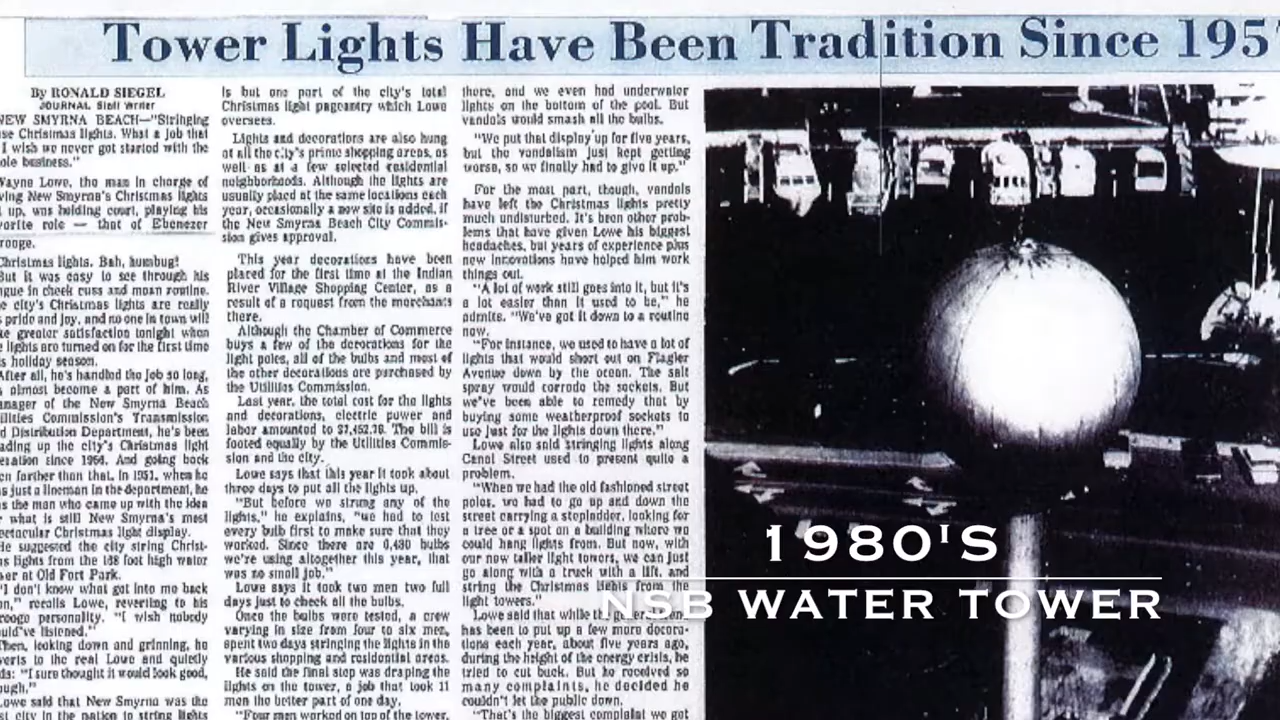 Tower Lights Have Been Tradition Since 195
By RONALD SIEGEL
JOURNAL Staff Writer
NEW SMYRNA BEACH—"Stringing
se Christmas lights. What a job that
I wish we never got started with the
ole business."
Wayne Lowe, the man in charge of
ving New Smyrna's Christmas lights
up, was holding court, playing his
vorite role — that of Ebenezer
rooge.
Christmas lights. Bah, humbug!
But it was easy to see through his
ngue in cheek cuss and moan routine.
e city's Christmas lights are really
s pride and joy, and no one in town will
ke greater satisfaction tonight when
e lights are turned on for the first time
is holiday season.
After all, he's handled the job so long,
almost become a part of him. As
anager of the New Smyrna Beach
ilities Commission's Transmission
d Distribution Department, he's been
ading up the city's Christmas light
eration since 1964. And going back
en farther than that, in 1951, when he
s just a lineman in the department, he
s the man who came up with the idea
r what is still New Smyrna's most
ectacular Christmas light display.
He suggested the city string Christ-
as lights from the 168 foot high water
wer at Old Fort Park.
"I don't know what got into me back
on," recalls Lowe, reverting to his
roogo personality. "I wish nobody
ould've listened."
Then, looking down and grinning, he
verts to the real Lowe and quietly
ds: "I sure thought it would look good,
ough."
Lowe said that New Smyrna was the
st city in the nation to string lights
is but one part of the city's total
Christmas light pageantry which Lowe
oversees.
Lights and decorations are also hung
at all the city's prime shopping areas, as
well as at a few selected residential
neighborhoods. Although the lights are
usually placed at the same locations each
year, occasionally a new site is added, if
the New Smyrna Beach City Commis-
sion gives approval.
This year decorations have been
placed for the first time at the Indian
River Village Shopping Center, as a
result of a request from the merchants
there.
Although the Chamber of Commerce
buys a few of the decorations for the
light poles, all of the bulbs and most of
the other decorations are purchased by
the Utilities Commission.
Last year, the total cost for the lights
and decorations, electric power and
labor amounted to $7,452.78. The bill is
footed equally by the Utilities Commis-
sion and the city.
Lowe says that this year it took about
three days to put all the lights up.
"But before we strung any of the
lights," he explains, "we had to test
every bulb first to make sure that they
worked. Since there are 6,430 bulbs
we're using altogether this year, that
was no small job."
Lowe says it took two men two full
days just to check all the bulbs.
Once the bulbs were tested, a crew
varying in size from four to six men,
spent two days stringing the lights in the
various shopping and residential areas.
He said the final step was draping the
lights on the tower, a job that took 11
men the better part of one day.
"Four men worked on top of the tower,
there, and we even had underwater
lights on the bottom of the pool. But
vandals would smash all the bulbs.
"We put that display up for five years,
but the vandalism just kept getting
worse, so we finally had to give it up."
For the most part, though, vandals
have left the Christmas lights pretty
much undisturbed. It's been other prob-
lems that have given Lowe his biggest
headaches, but years of experience plus
new innovations have helped him work
things out.
"A lot of work still goes into it, but it's
a lot easier than it used to be," he
admits. "We've got it down to a routine
now.
"For instance, we used to have a lot of
lights that would short out on Flagler
Avenue down by the ocean. The salt
spray would corrode the sockets. But
we've been able to remedy that by
buying some weatherproof sockets to
use just for the lights down there."
Lowe also said stringing lights along
Canal Street used to present quite a
problem.
"When we had the old fashioned street
poles, we had to go up and down the
street carrying a stepladder, looking for
a tree or a spot on a building where we
could hang lights from. But now, with
our now taller light towers, we can just
go along with a truck with a lift, and
string the Christmas lights from the
light towers."
Lowe said that while the
has been to put up a few more decora-
tions each year, about five years ago,
during the height of the energy crisis, he
tried to cut back. But he received so
many complaints, he decided he
couldn't let the public down.
"That's the biggest complaint we got
1980'S
NSB WATER TOWER